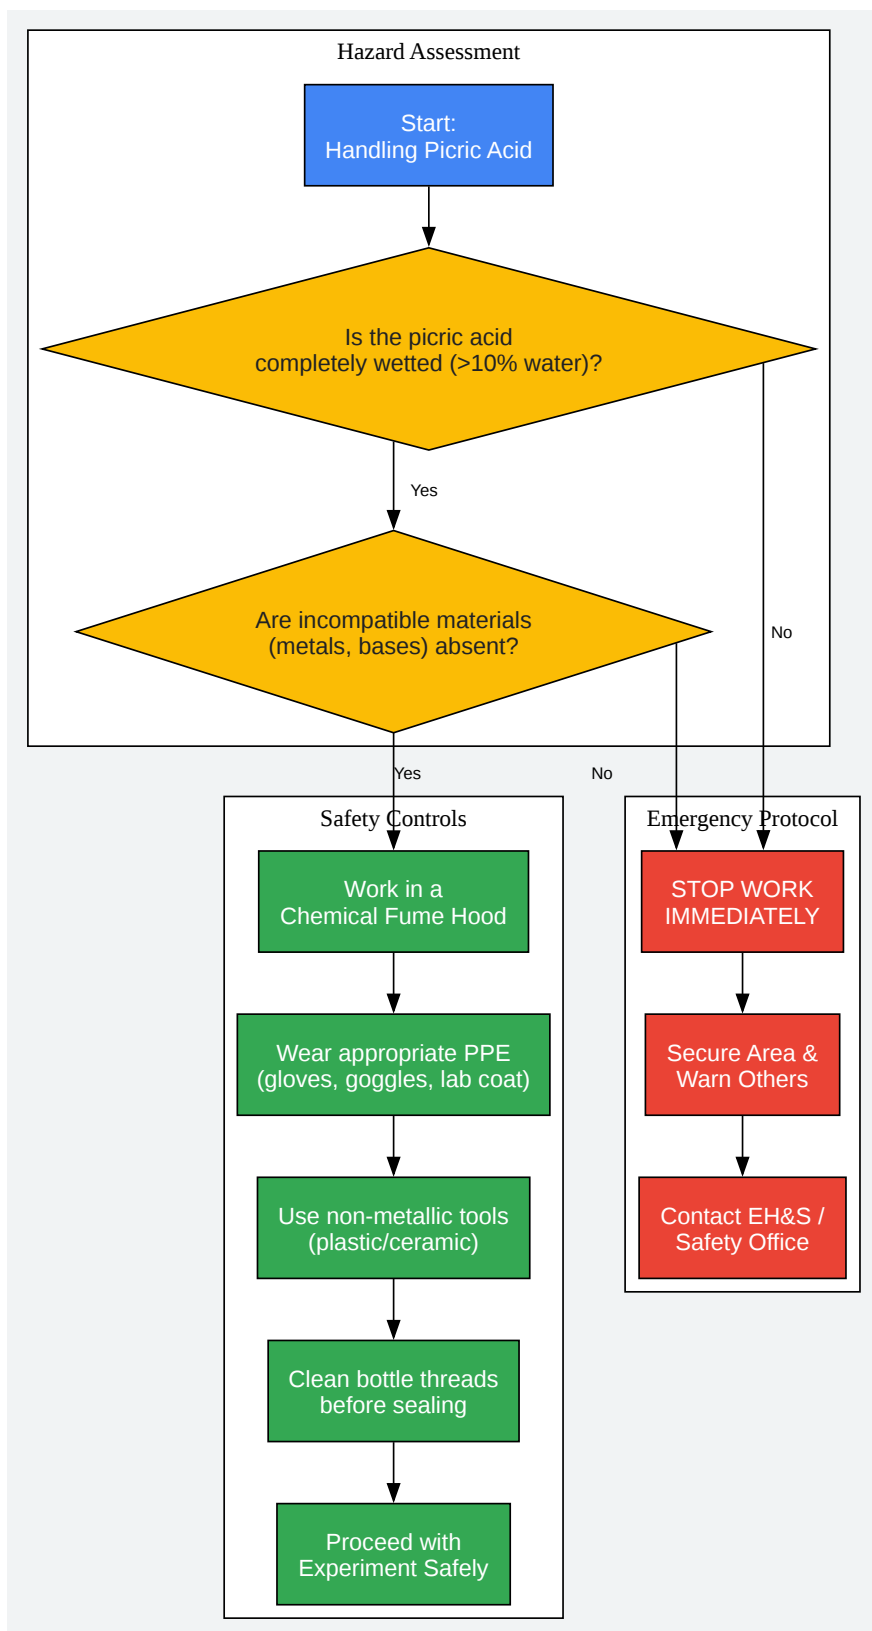 Hazard Assessment
Start:
Handling Picric Acid
Is the picric acid
completely wetted (>10% water)?
Yes
Are incompatible materials
(metals, bases) absent?
No
Yes
No
Safety Controls
Emergency Protocol
Work in a
Chemical Fume Hood
STOP WORK
IMMEDIATELY
Wear appropriate PPE
(gloves, goggles, lab coat)
Secure Area &
Warn Others
Use non-metallic tools
(plastic/ceramic)
Contact EH&S /
Safety Office
Clean bottle threads
before sealing
Proceed with
Experiment Safely